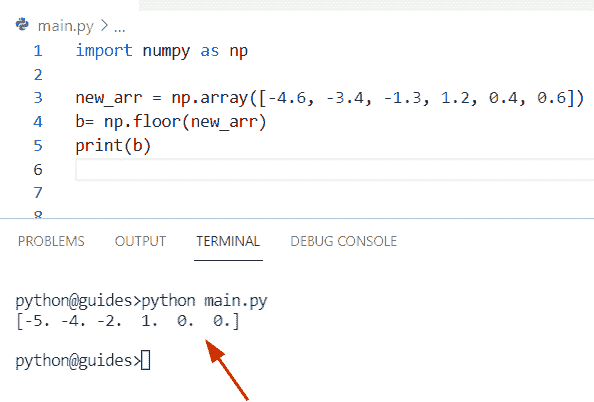 main.py > ...
1 import numpy as np
2
3 new_arr = np.array([-4.6, -3.4, -1.3, 1.2, 0.4, 0.6])
4 b= np.floor(new_arr)
5 print(b)
6
7
8
PROBLEMS OUTPUT TERMINAL DEBUG CONSOLE
python@guides>python main.py
[-5. -4. -2.  1.  0.  0.]
python@guides>